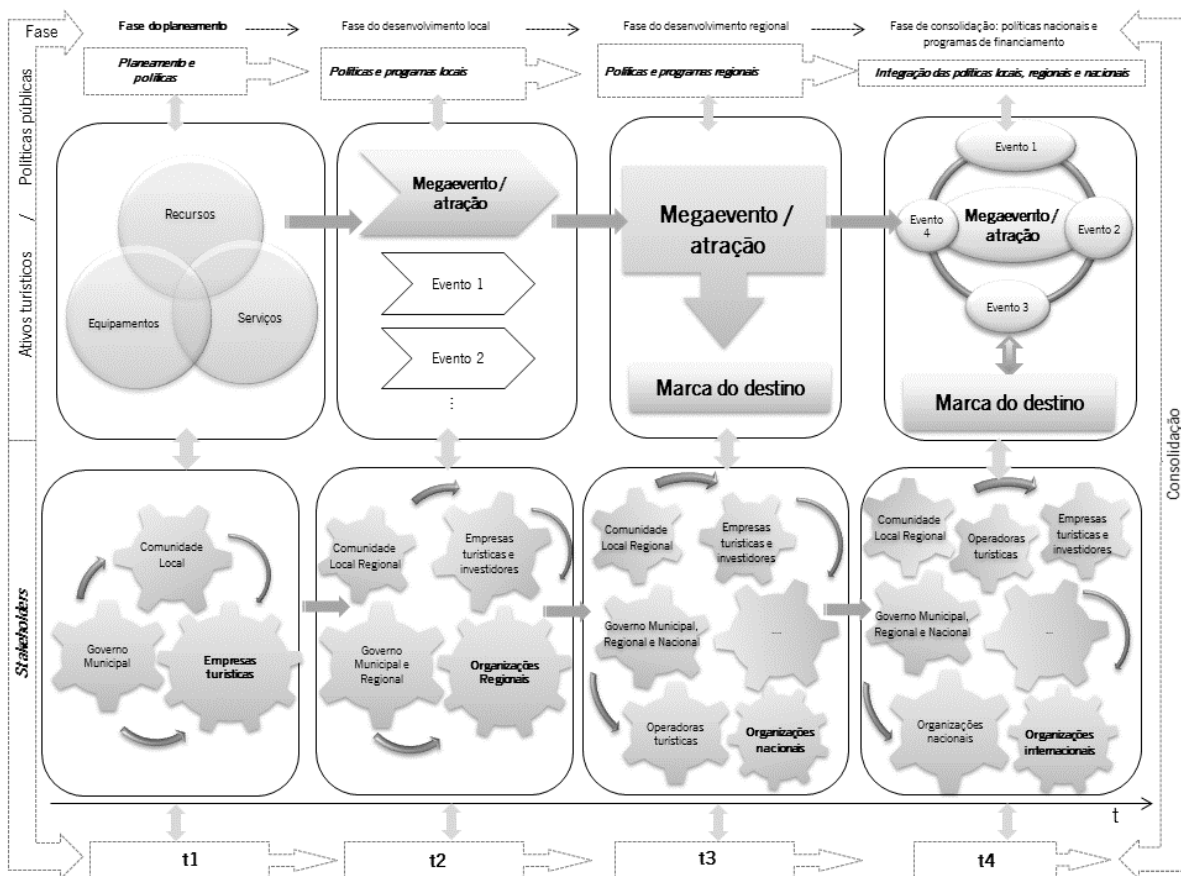 Fase
Fase do planeamento
Fase do desenvolvimento local
Fase do desenvolvimento regional
Fase de consolidação: políticas nacionais e
programas de financiamento
Planeamento e
políticas
Políticas e programas locais
Políticas e programas regionais
Integração das políticas locais, regionais e nacionais
Ativos turísticos / Políticas públicas
Recursos
Equipamentos
Serviços
Megaevento /
atração
Evento 1
Evento 2
...
Megaevento /
atração
Marca do destino
Evento 1
Evento
4
Megaevento /
atração
Evento 2
Evento 3
Marca do destino
Consolidação
Stakeholders
Comunidade
Local
Governo
Municipal
Empresas
turísticas
Comunidade
Local Regional
Empresas
turísticas e
investidores
Governo
Municipal e
Regional
Organizações
Regionais
Comunidade
Local Regional
Empresas
turísticas e
investidores
Governo Municipal,
Regional e Nacional
....
Operadoras
turísticas
Organizações
nacionais
Comunidade
Local Regional
Operadoras
turísticas
Empresas
turísticas e
investidores
Governo Municipal,
Regional e Nacional
...
Organizações
nacionais
Organizações
internacionais
t
t1
t2
t3
t4